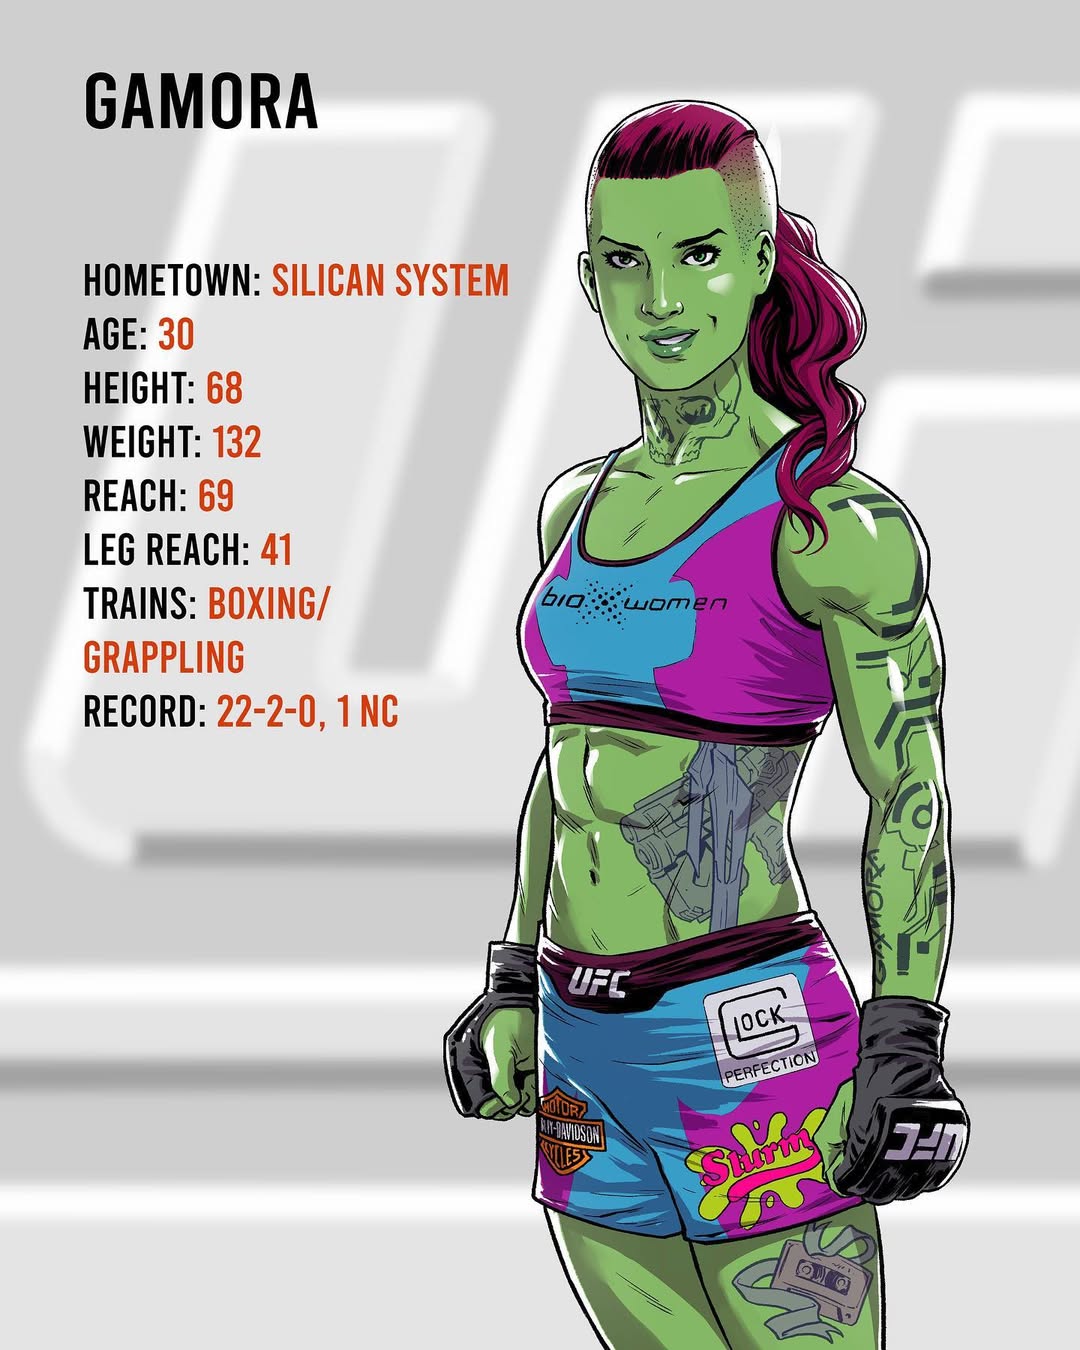 GAMORA
HOMETOWN: SILICAN SYSTEM
AGE: 30
HEIGHT: 68
WEIGHT: 132
REACH: 69
LEG REACH: 41
TRAINS: BOXING/
GRAPPLING
RECORD: 22-2-0, 1 NC
bio women
GAMORA
UFC
GLOCK
PERFECTION
MOTOR
EY-DAVIDSON
CYCLES
Slurm
UFC